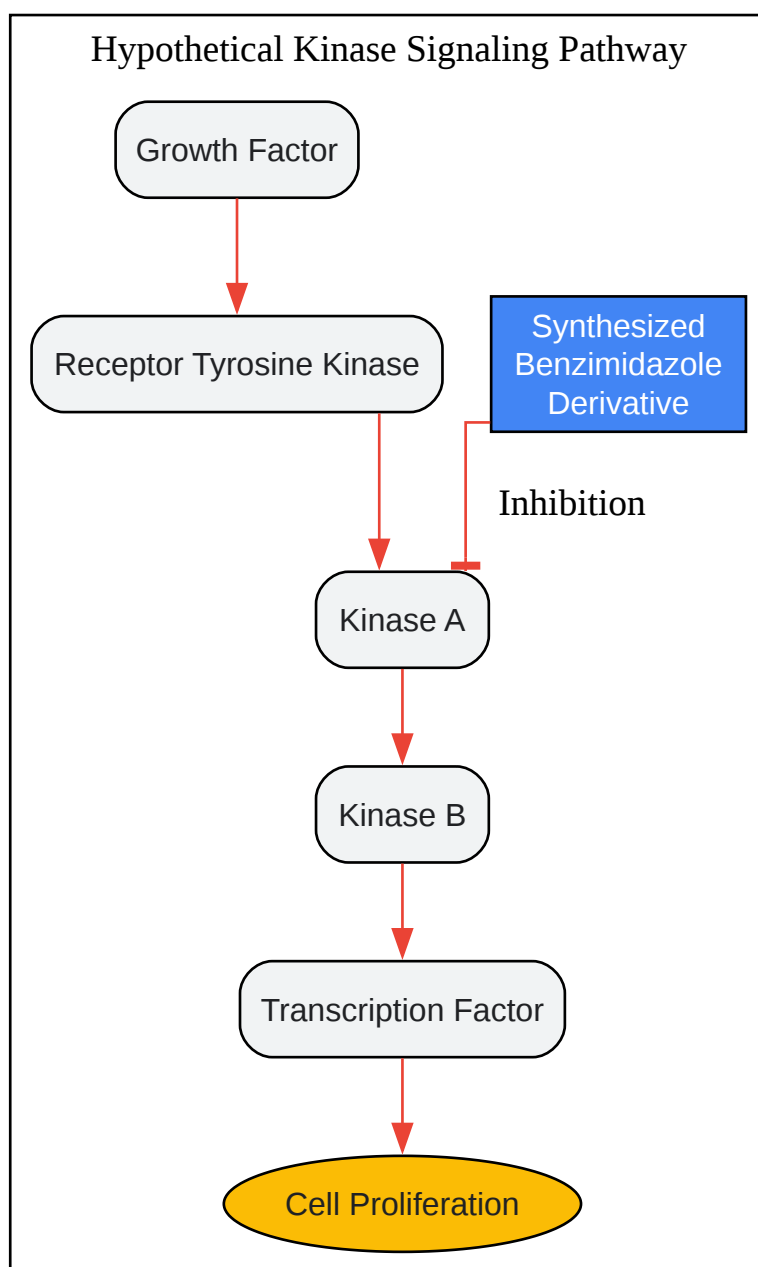 Hypothetical Kinase Signaling Pathway
Growth Factor
Receptor Tyrosine Kinase
Synthesized
Benzimidazole
Derivative
Inhibition
Kinase A
Kinase B
Transcription Factor
Cell Proliferation